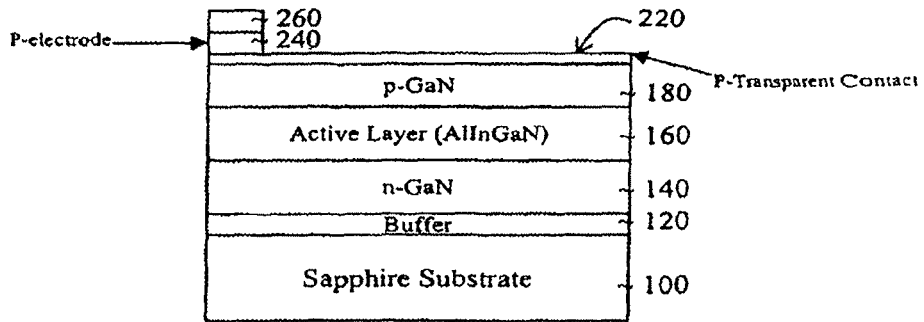 260
220
P-electrode
240
p-GaN
180
P-Transparent Contact
Active Layer (AlInGaN)
160
n-GaN
140
Buffer
120
Sapphire Substrate
100